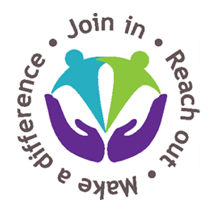 Join in • Reach out • Make a difference •